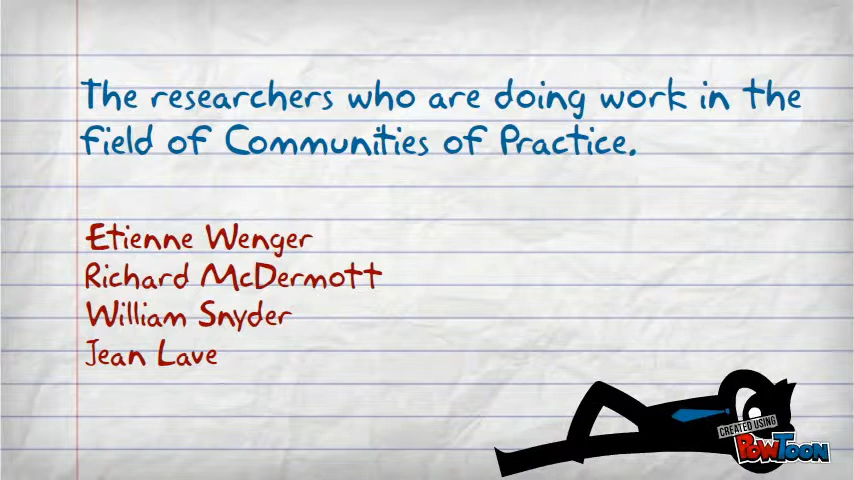 The researchers who are doing work in the
field of Communities of Practice.
Etienne Wenger
Richard McDermott
William Snyder
Jean Lave
CREATED USING
PowToon